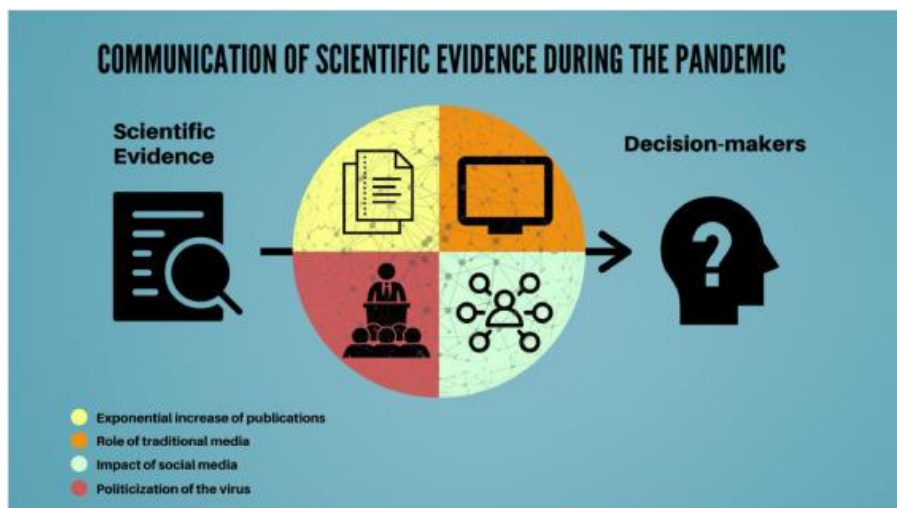 COMMUNICATION OF SCIENTIFIC EVIDENCE DURING THE PANDEMIC
Scientific
Evidence
Decision-makers
?
Exponential increase of publications
Role of traditional media
Impact of social media
Politicization of the virus